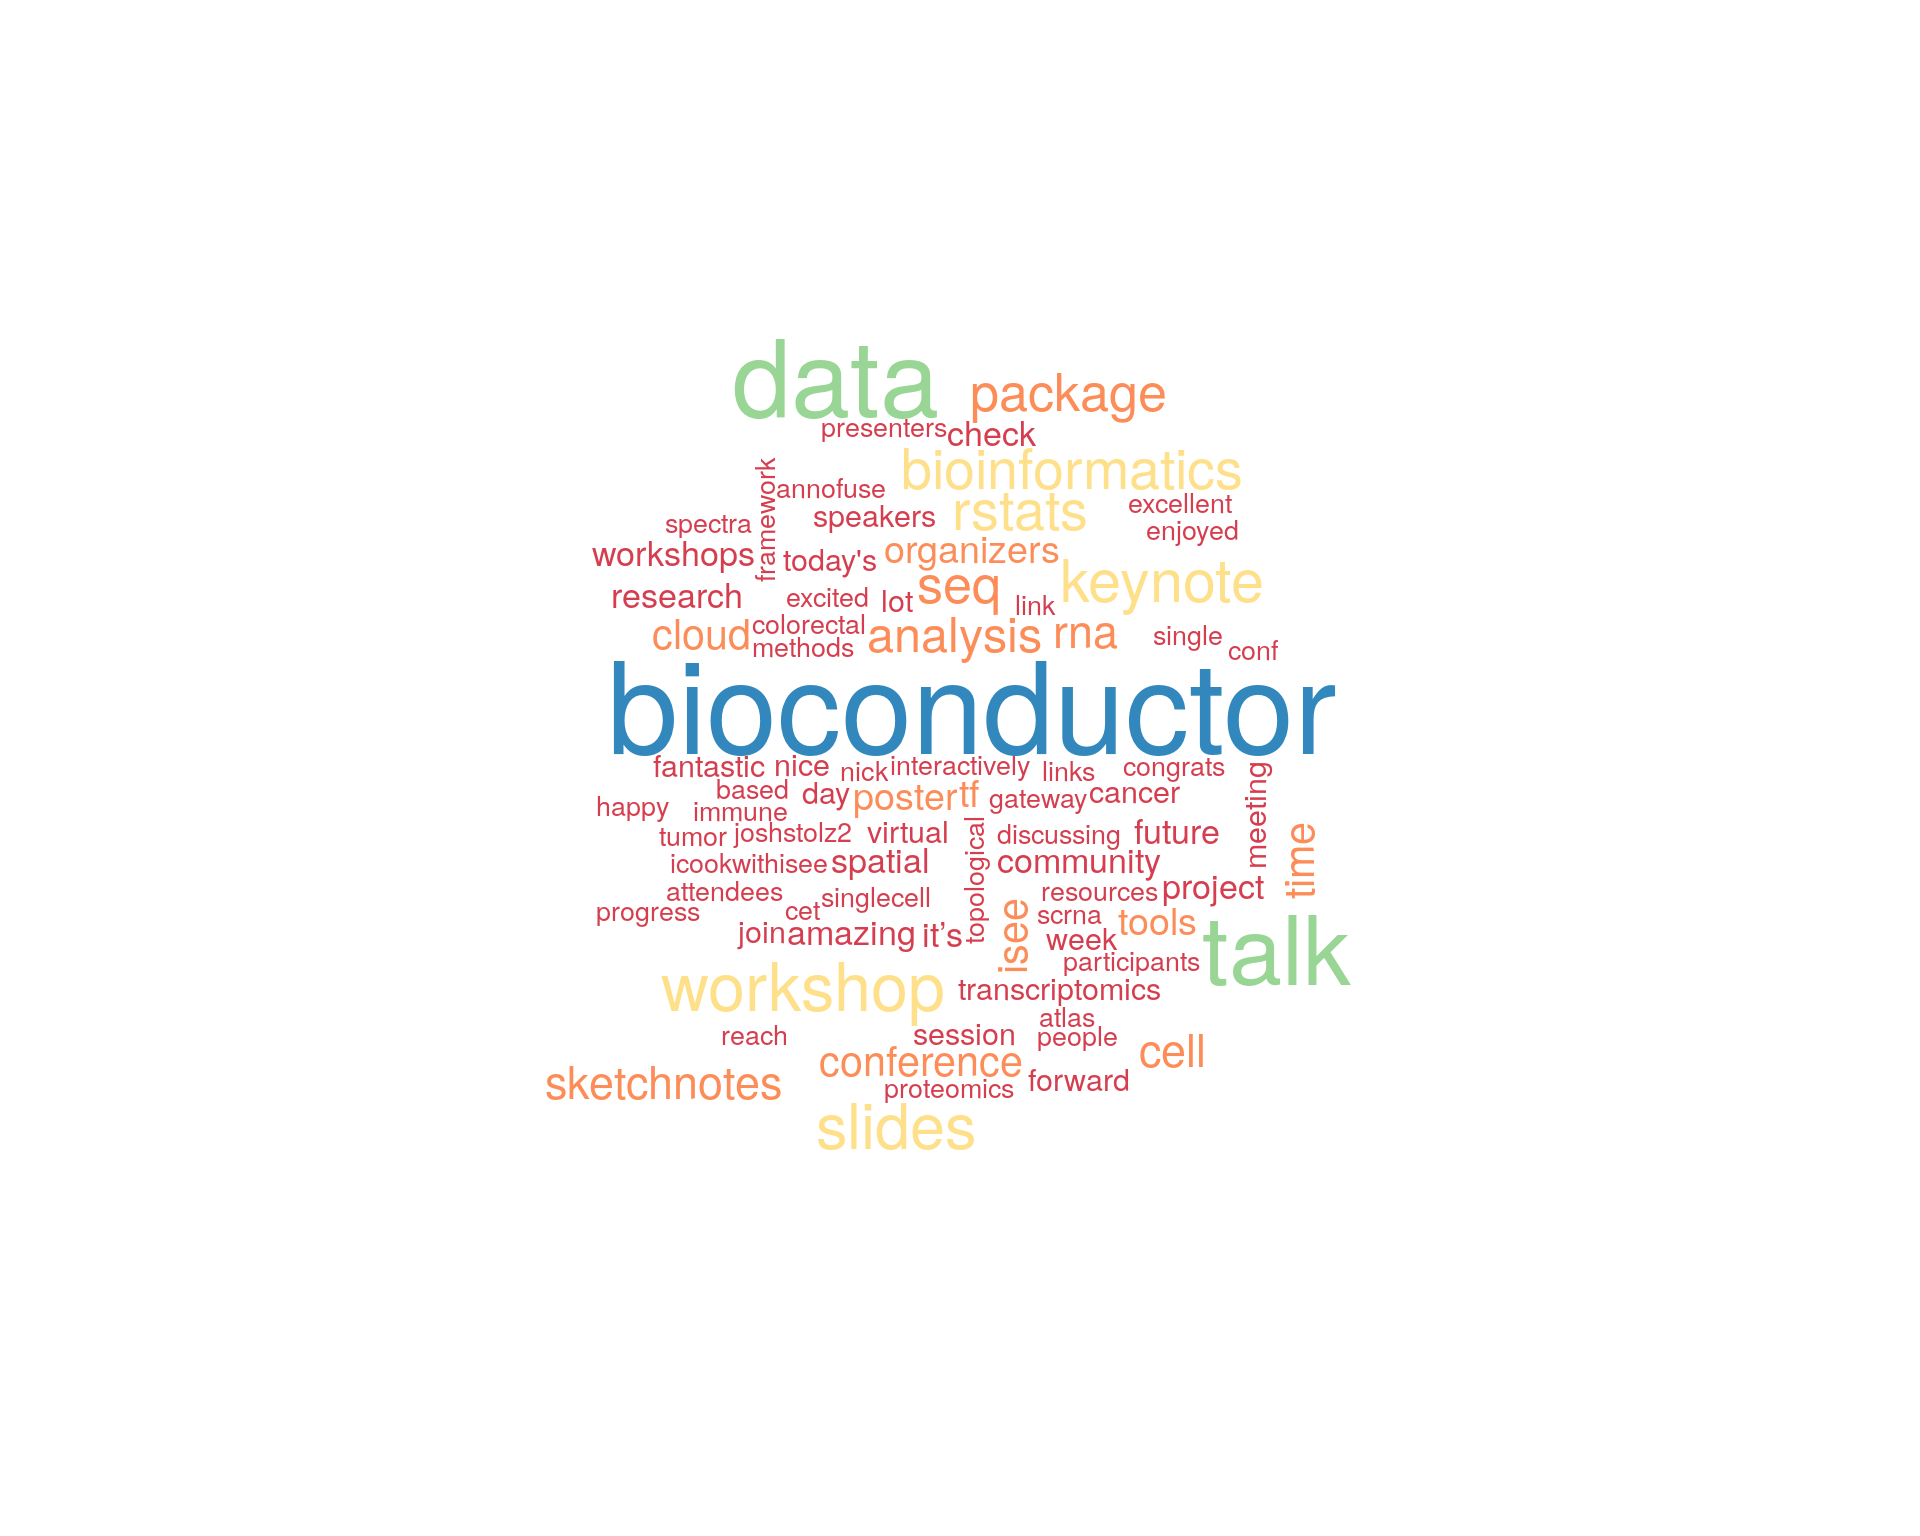 data
package
presenters
check
bioinformatics
framework
annofuse
rstats
excellent
spectra
speakers
enjoyed
workshops
today's
organizers
keynote
research
excited
lot
seq
link
cloud
colorectal
analysis
rna
single
methods
conf
bioconductor
fantastic
nice
nick
interactively
links
congrats
meeting
based
day
poster
tf
gateway
cancer
happy
immune
tumor
joshstolz2
virtual
topological
discussing
future
time
icookwithisee
spatial
community
attendees
singlecell
resources
project
progress
cet
isee
scrna
tools
talk
join
amazing
it’s
week
participants
workshop
transcriptomics
atlas
reach
session
people
conference
cell
sketchnotes
proteomics
forward
slides